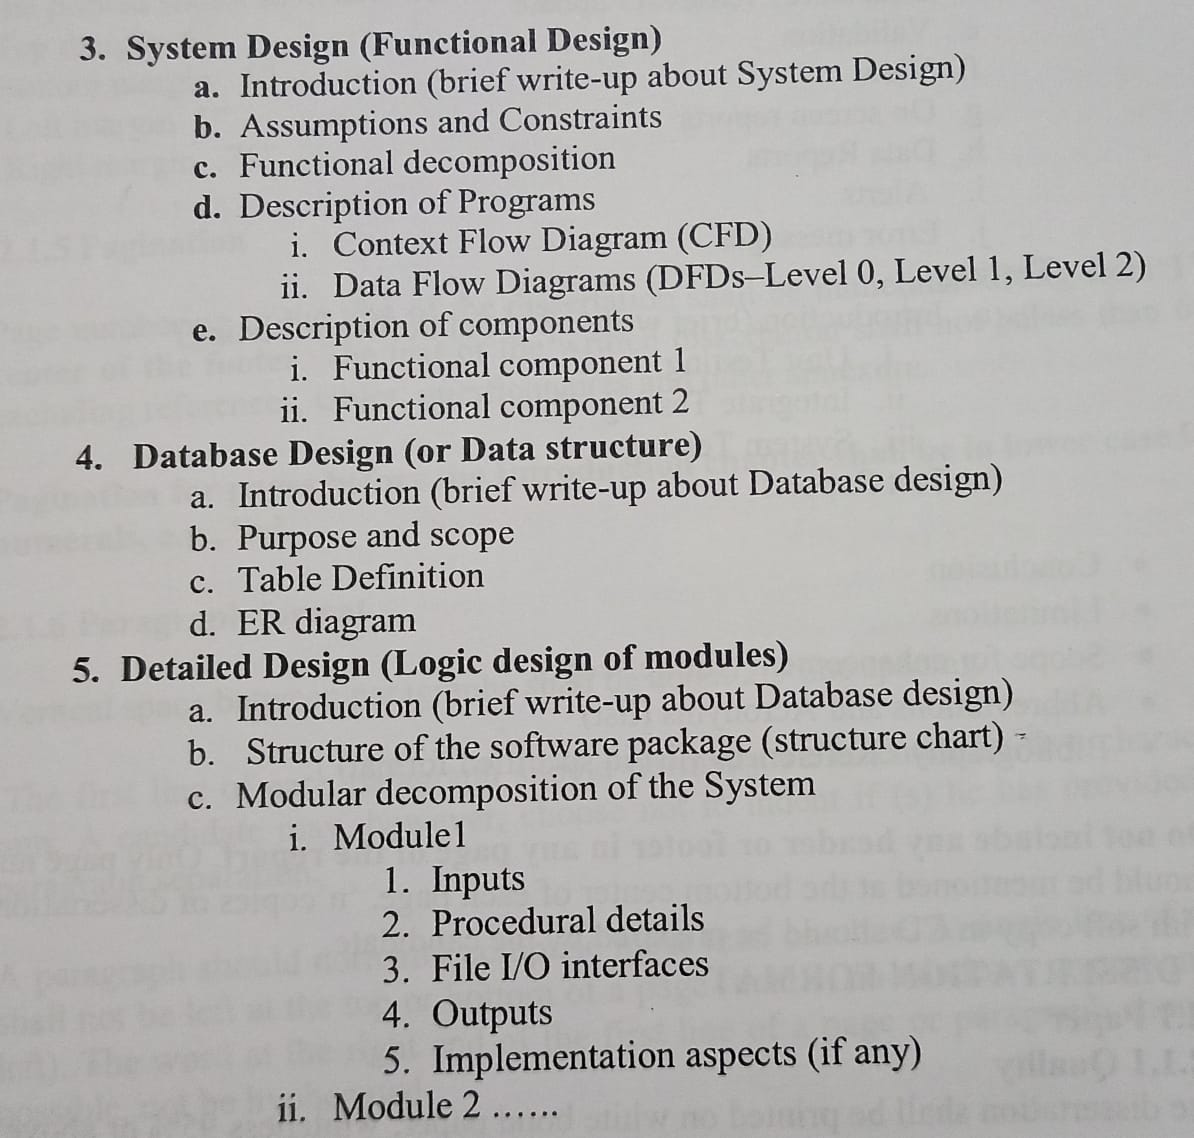 3. System Design (Functional Design)
a. Introduction (brief write-up about System Design)
b. Assumptions and Constraints
c. Functional decomposition
d. Description of Programs
i. Context Flow Diagram (CFD)
ii. Data Flow Diagrams (DFDs–Level 0, Level 1, Level 2)
e. Description of components
i. Functional component 1
ii. Functional component 2
4. Database Design (or Data structure)
a. Introduction (brief write-up about Database design)
b. Purpose and scope
c. Table Definition
d. ER diagram
5. Detailed Design (Logic design of modules)
a. Introduction (brief write-up about Database design)
b. Structure of the software package (structure chart) -
c. Modular decomposition of the System
i. Module1
1. Inputs
2. Procedural details
3. File I/O interfaces
4. Outputs
5. Implementation aspects (if any)
ii. Module 2 ……